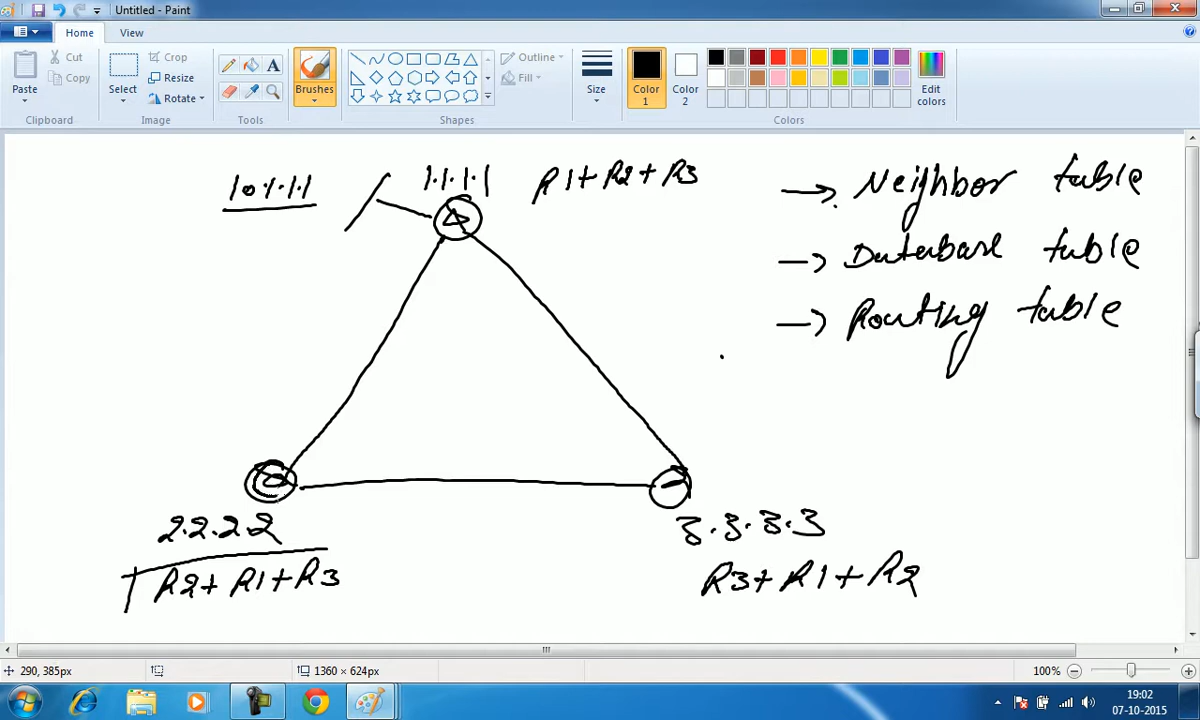 Untitled - Paint
Home View
Paste
Cut
Copy
Clipboard
Select
Crop
Resize
Rotate
Image
Tools
Brushes
Shapes
Outline
Fill
Size
Color 1
Color 2
Edit colors
Colors
10.1.1.1
1.1.1.1 R1+R2+R3
Neighbor table
Database table
Routing table
2.2.2.2
R2+R1+R3
3.3.3.3
R3+R1+R2
290, 385px
1360 × 624px
100%
19:02
07-10-2015